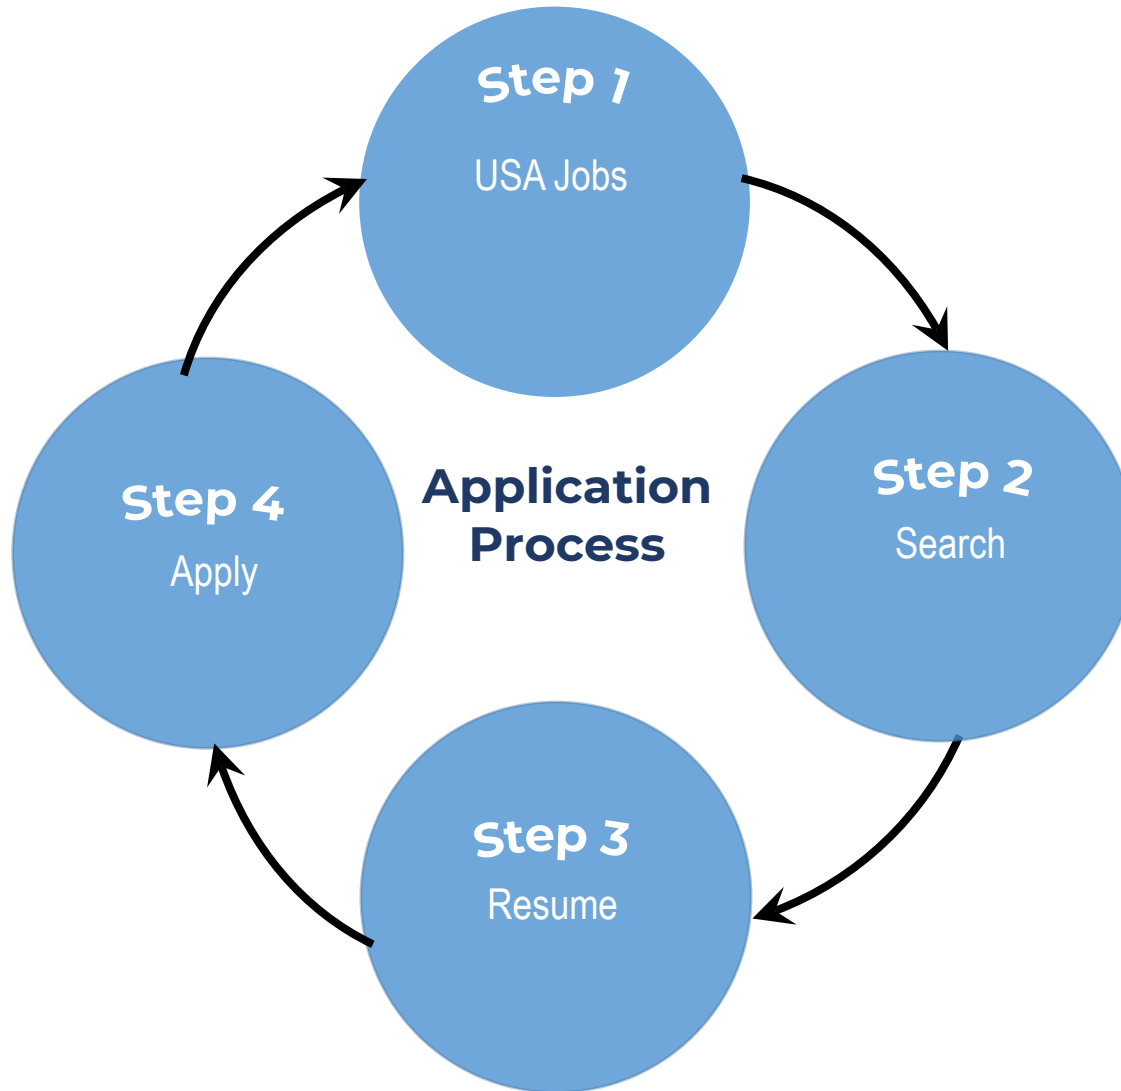 Step 1
USA Jobs
Step 2
Search
Step 3
Resume
Step 4
Apply
Application
Process